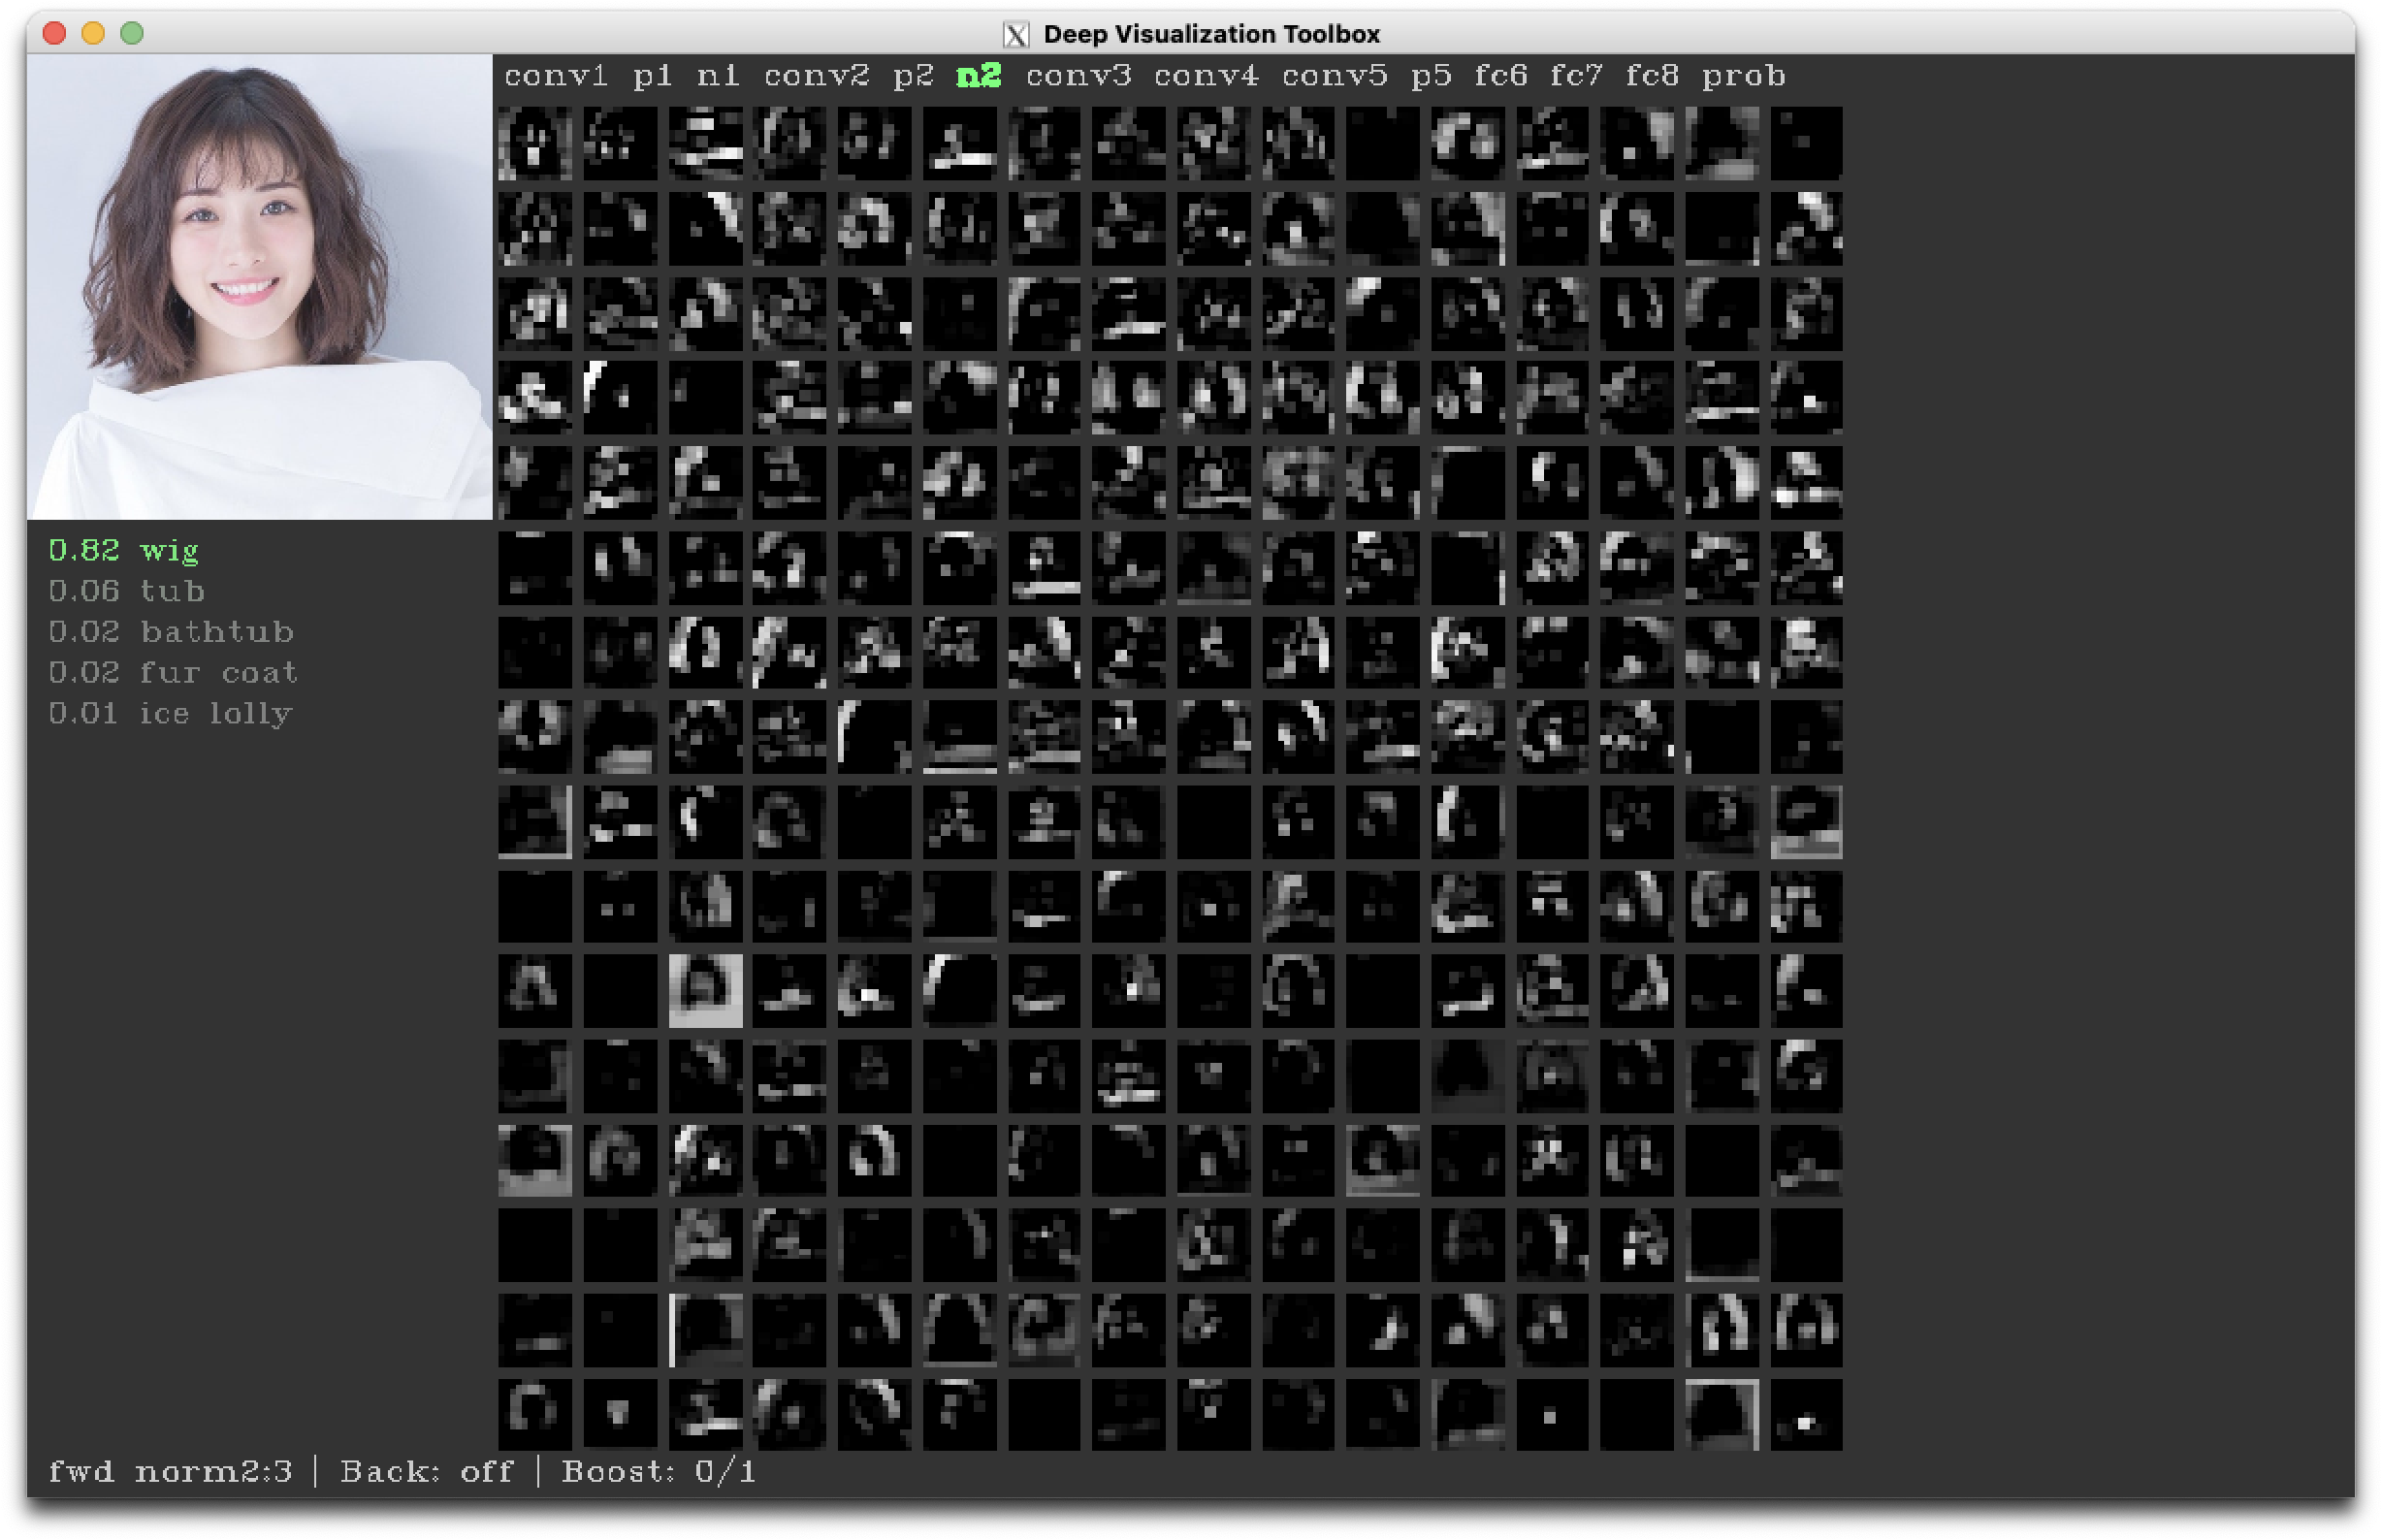 Deep Visualization Toolbox
conv1 p1 n1 conv2 p2 n2 conv3 conv4 conv5 p5 fc6 fc7 fc8 prob
0.82 wig
0.06 tub
0.02 bathtub
0.02 fur coat
0.01 ice lolly
fwd norm2:3 | Back: off | Boost: 0/1